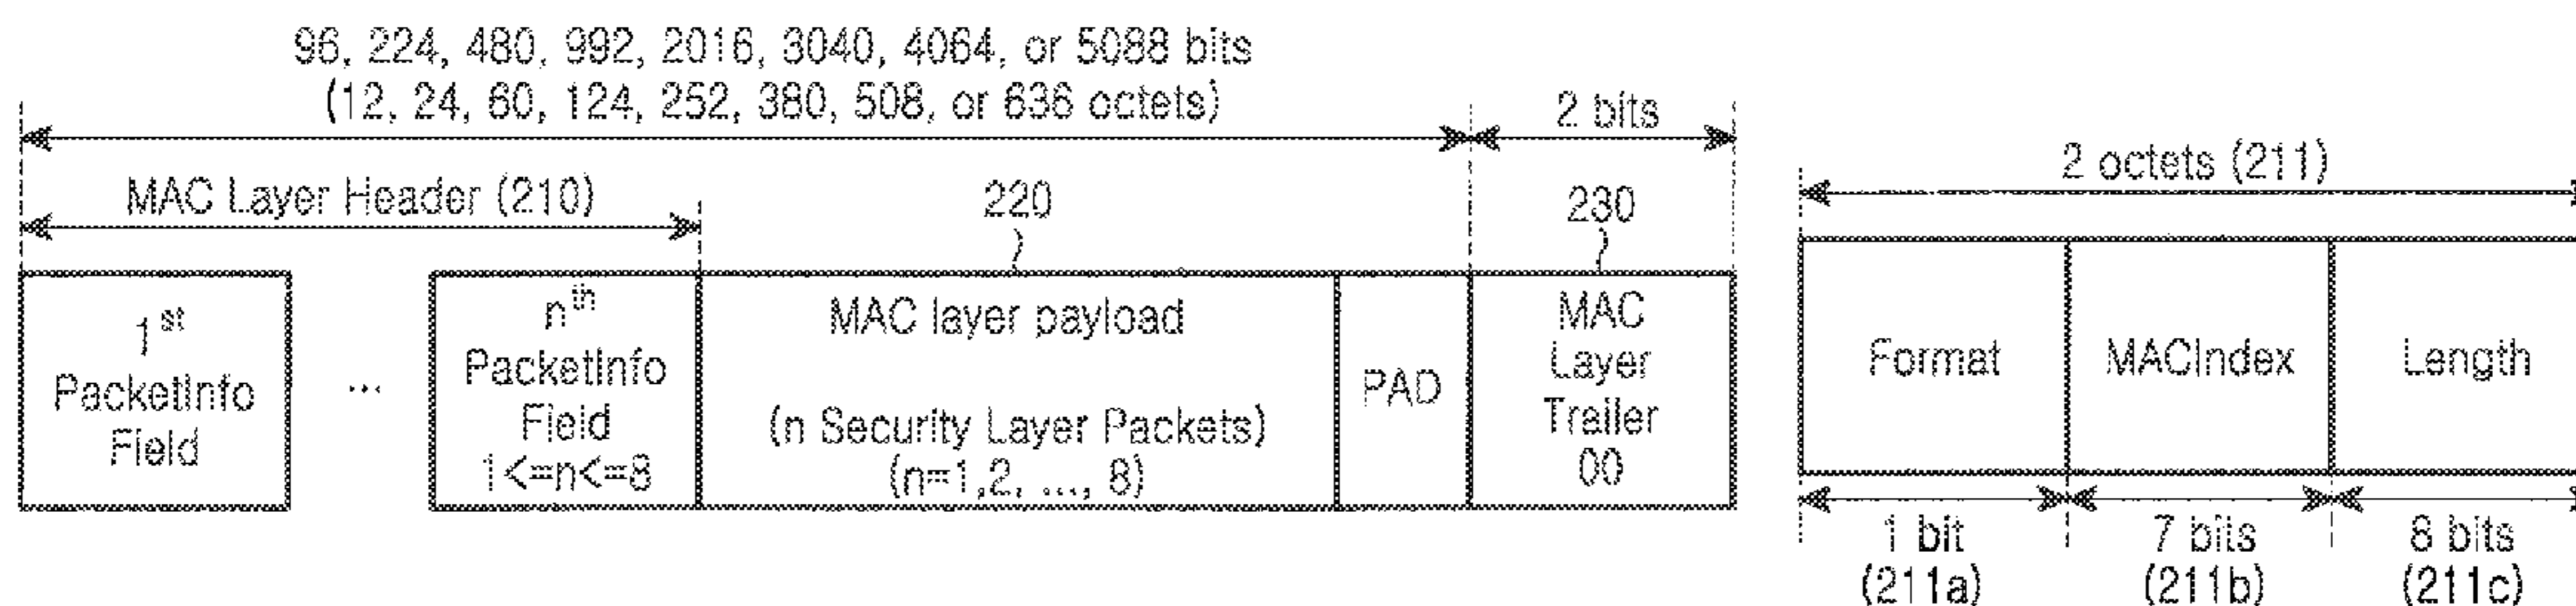 96, 224, 480, 992, 2016, 3040, 4064, or 5088 bits
(12, 24, 60, 124, 252, 380, 508, or 636 octets)
2 bits
MAC Layer Header (210)
220
230
1st
PacketInfo
Field
...
nth
PacketInfo
Field
1<=n<=8
MAC layer payload
(n Security Layer Packets)
(n=1,2, ..., 8)
PAD
MAC
Layer
Trailer
00
2 octets (211)
Format
MACIndex
Length
1 bit
(211a)
7 bits
(211b)
8 bits
(211c)